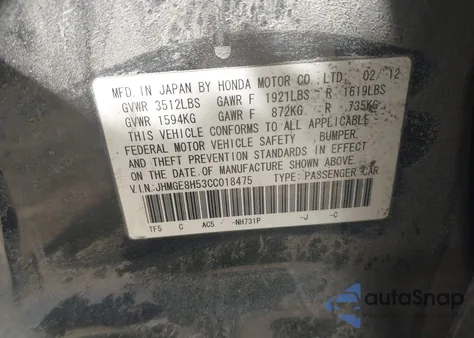 MFD. IN JAPAN BY HONDA MOTOR CO., LTD. 02/12
GVWR 3512LBS GAWR F 1921LBS R 1619LBS
GVWR 1594KG GAWR F 872KG R 735KG
THIS VEHICLE CONFORMS TO ALL APPLICABLE
FEDERAL MOTOR VEHICLE SAFETY, BUMPER,
AND THEFT PREVENTION STANDARDS IN EFFECT
ON THE DATE OF MANUFACTURE SHOWN ABOVE.
V.I.N: JHMGE8H53CC018475 TYPE: PASSENGER CAR
TF5 C AC5 -NH731P -J -C
autoSnap